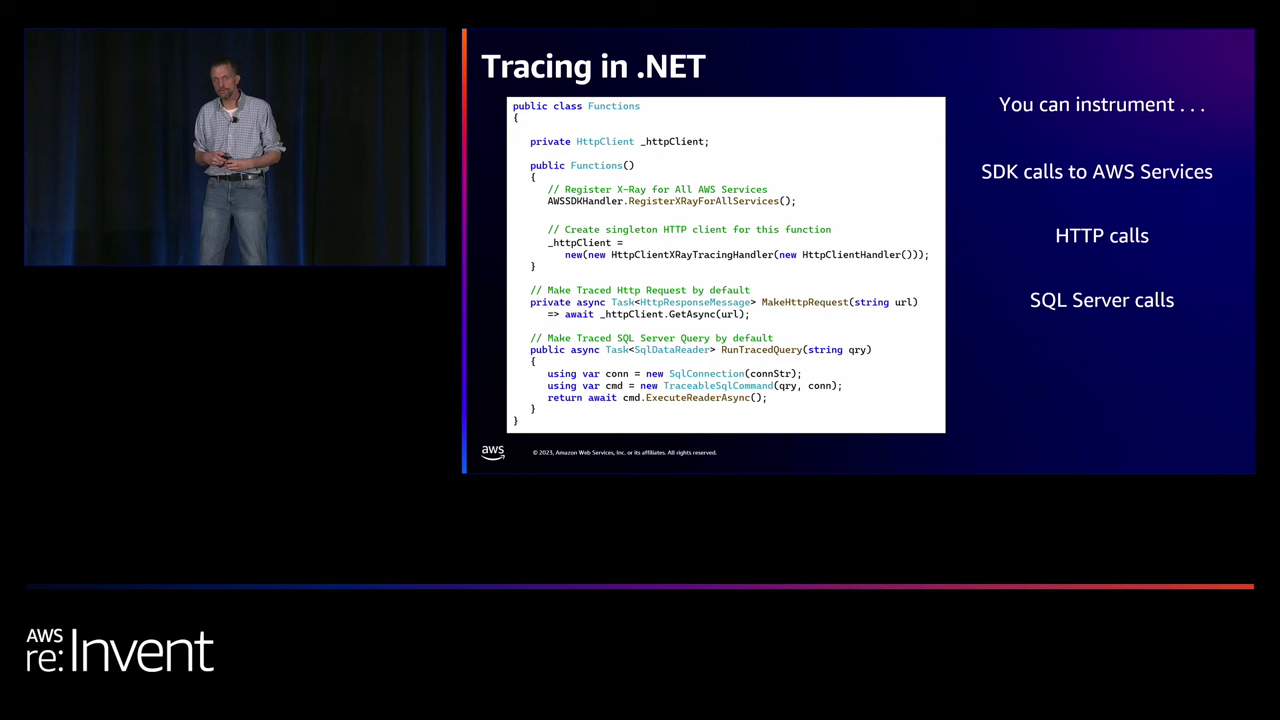 Tracing in .NET
public class Functions
{
private HttpClient _httpClient;
public Functions()
{
// Register X-Ray for All AWS Services
AWSSDKHandler.RegisterXRayForAllServices();
// Create singleton HTTP client for this function
_httpClient =
new(new HttpClientXRayTracingHandler(new HttpClientHandler()));
}
// Make Traced Http Request by default
private async Task<HttpResponseMessage> MakeHttpRequest(string url)
=> await _httpClient.GetAsync(url);
// Make Traced SQL Server Query by default
public async Task<SqlDataReader> RunTracedQuery(string qry)
{
using var conn = new SqlConnection(connStr);
using var cmd = new TraceableSqlCommand(qry, conn);
return await cmd.ExecuteReaderAsync();
}
}
You can instrument . . .
SDK calls to AWS Services
HTTP calls
SQL Server calls
aws
© 2023, Amazon Web Services, Inc. or its affiliates. All rights reserved.
AWS
re:Invent